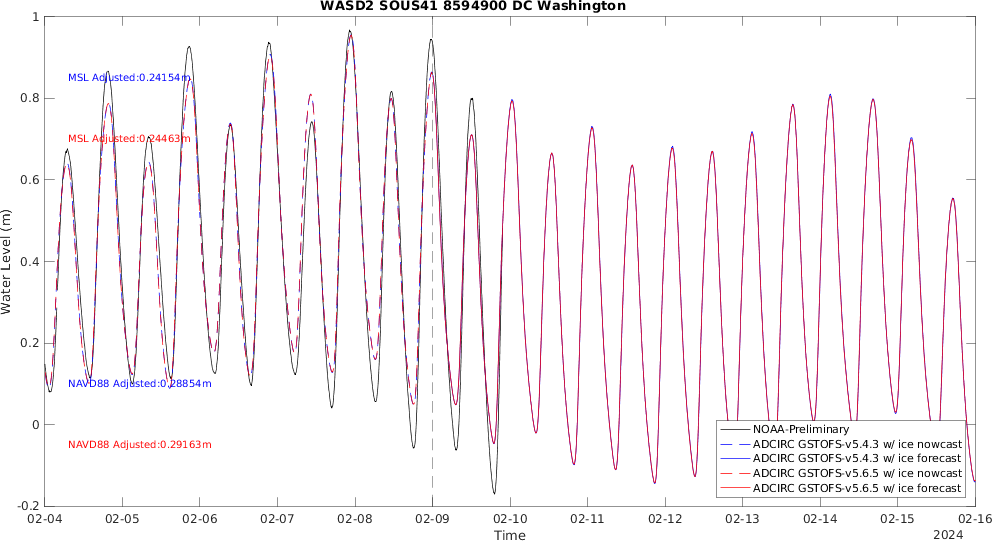 WASD2 SOUS41 8594900 DC Washington
1
0.8
0.6
0.4
0.2
0
-0.2
Water Level (m)
MSL Adjusted:0.24154m
MSL Adjusted:0.24463m
NAVD88 Adjusted:0.28854m
NAVD88 Adjusted:0.29163m
NOAA-Preliminary
ADCIRC GSTOFS-v5.4.3 w/ ice nowcast
ADCIRC GSTOFS-v5.4.3 w/ ice forecast
ADCIRC GSTOFS-v5.6.5 w/ ice nowcast
ADCIRC GSTOFS-v5.6.5 w/ ice forecast
02-04 02-05 02-06 02-07 02-08 02-09 02-10 02-11 02-12 02-13 02-14 02-15 02-16
Time
2024